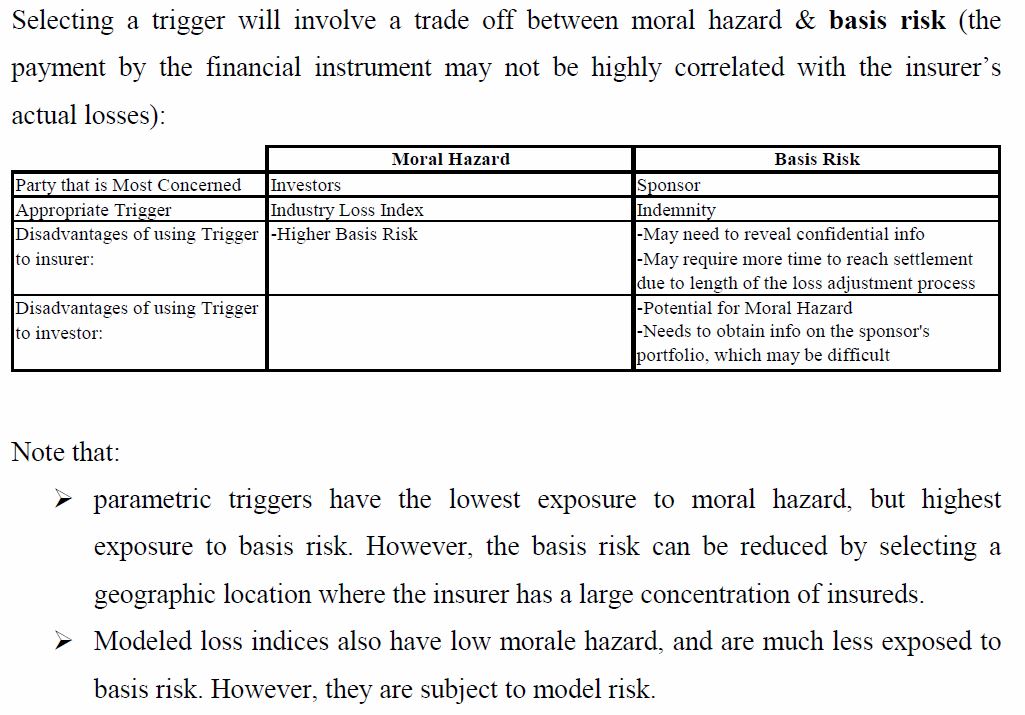 Selecting a trigger will involve a trade off between moral hazard & basis risk (the
payment by the financial instrument may not be highly correlated with the insurer's
actual losses):
Moral Hazard Basis Risk
Party that is Most Concerned Investors Sponsor
Appropriate Trigger Industry Loss Index Indemnity
Disadvantages of using Trigger -Higher Basis Risk -May need to reveal confidential info
to insurer: -May require more time to reach settlement
due to length of the loss adjustment process
Disadvantages of using Trigger -Potential for Moral Hazard
to investor: -Needs to obtain info on the sponsor's
portfolio, which may be difficult
Note that:
➢ parametric triggers have the lowest exposure to moral hazard, but highest
exposure to basis risk. However, the basis risk can be reduced by selecting a
geographic location where the insurer has a large concentration of insureds.
➢ Modeled loss indices also have low morale hazard, and are much less exposed to
basis risk. However, they are subject to model risk.